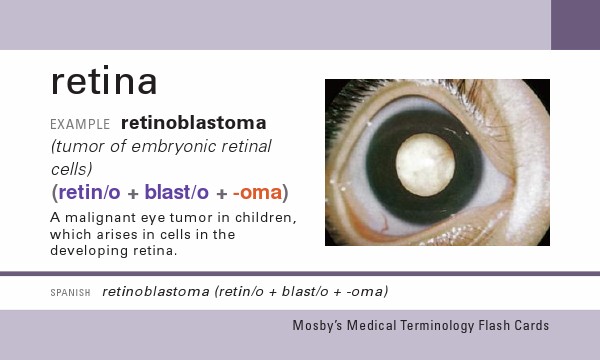 retina
EXAMPLE retinoblastoma
(tumor of embryonic retinal
cells)
(retin/o + blast/o + -oma)
A malignant eye tumor in children,
which arises in cells in the
developing retina.
SPANISH retinoblastoma (retin/o + blast/o + -oma)
Mosby's Medical Terminology Flash Cards